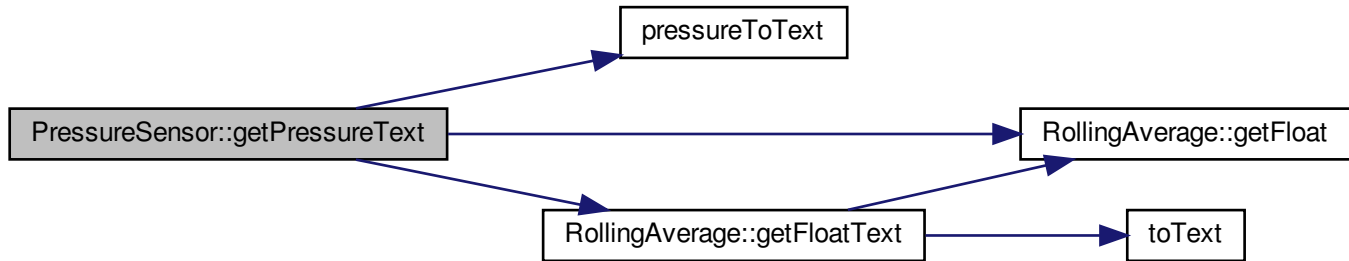 pressureToText
PressureSensor::getPressureText
RollingAverage::getFloat
RollingAverage::getFloatText
toText